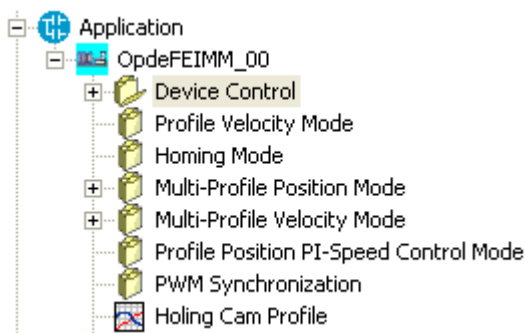 Application
OpdeFEIMM_00
Device Control
Profile Velocity Mode
Homing Mode
Multi-Profile Position Mode
Multi-Profile Velocity Mode
Profile Position PI-Speed Control Mode
PWM Synchronization
Holing Cam Profile